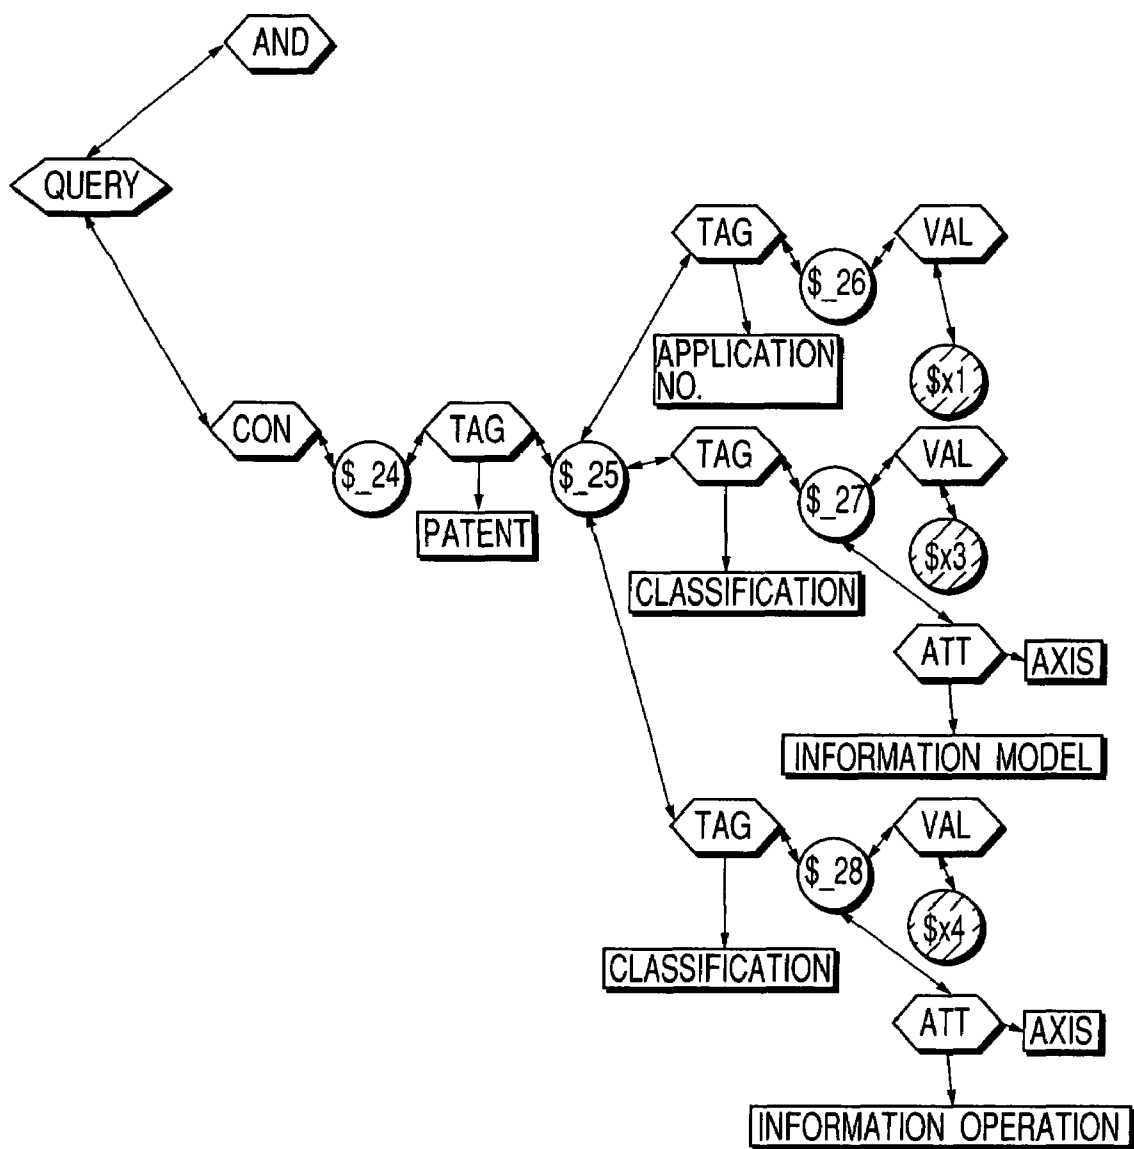 AND
QUERY
TAG
VAL
$_26
APPLICATION
NO.
$x1
CON
TAG
TAG
VAL
$_24
$_25
$_27
PATENT
$x3
CLASSIFICATION
ATT
AXIS
INFORMATION MODEL
TAG
VAL
$_28
$x4
CLASSIFICATION
ATT
AXIS
INFORMATION OPERATION